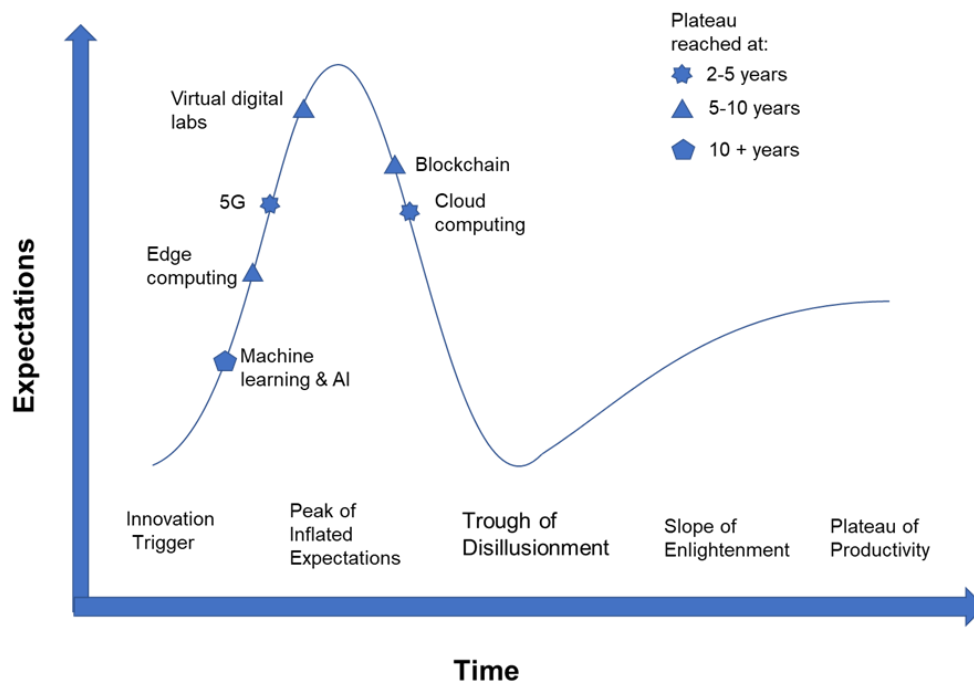 Plateau
reached at:
2-5 years
5-10 years
10 + years
Virtual digital
labs
Blockchain
5G
Cloud
computing
Edge
computing
Machine
learning & AI
Expectations
Innovation
Trigger
Peak of
Inflated
Expectations
Trough of
Disillusionment
Slope of
Enlightenment
Plateau of
Productivity
Time